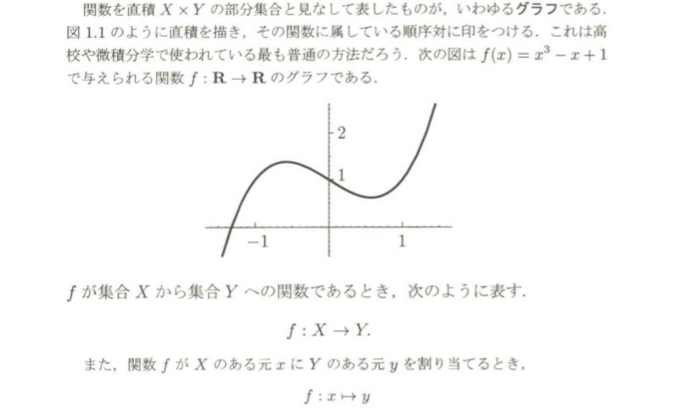 関数を直積 X × Y の部分集合と見なして表したものが，いわゆるグラフである．
図 1.1 のように直積を描き，その関数に属している順序対に印をつける．これは高
校や微積分学で使われている最も普通の方法だろう．次の図は f(x) = x³ − x + 1
で与えられる関数 f : R → R のグラフである．
2
1
−1
1
f が集合 X から集合 Y への関数であるとき，次のように表す．
f : X → Y.
また，関数 f が X のある元 x に Y のある元 y を割り当てるとき，
f : x ↦ y